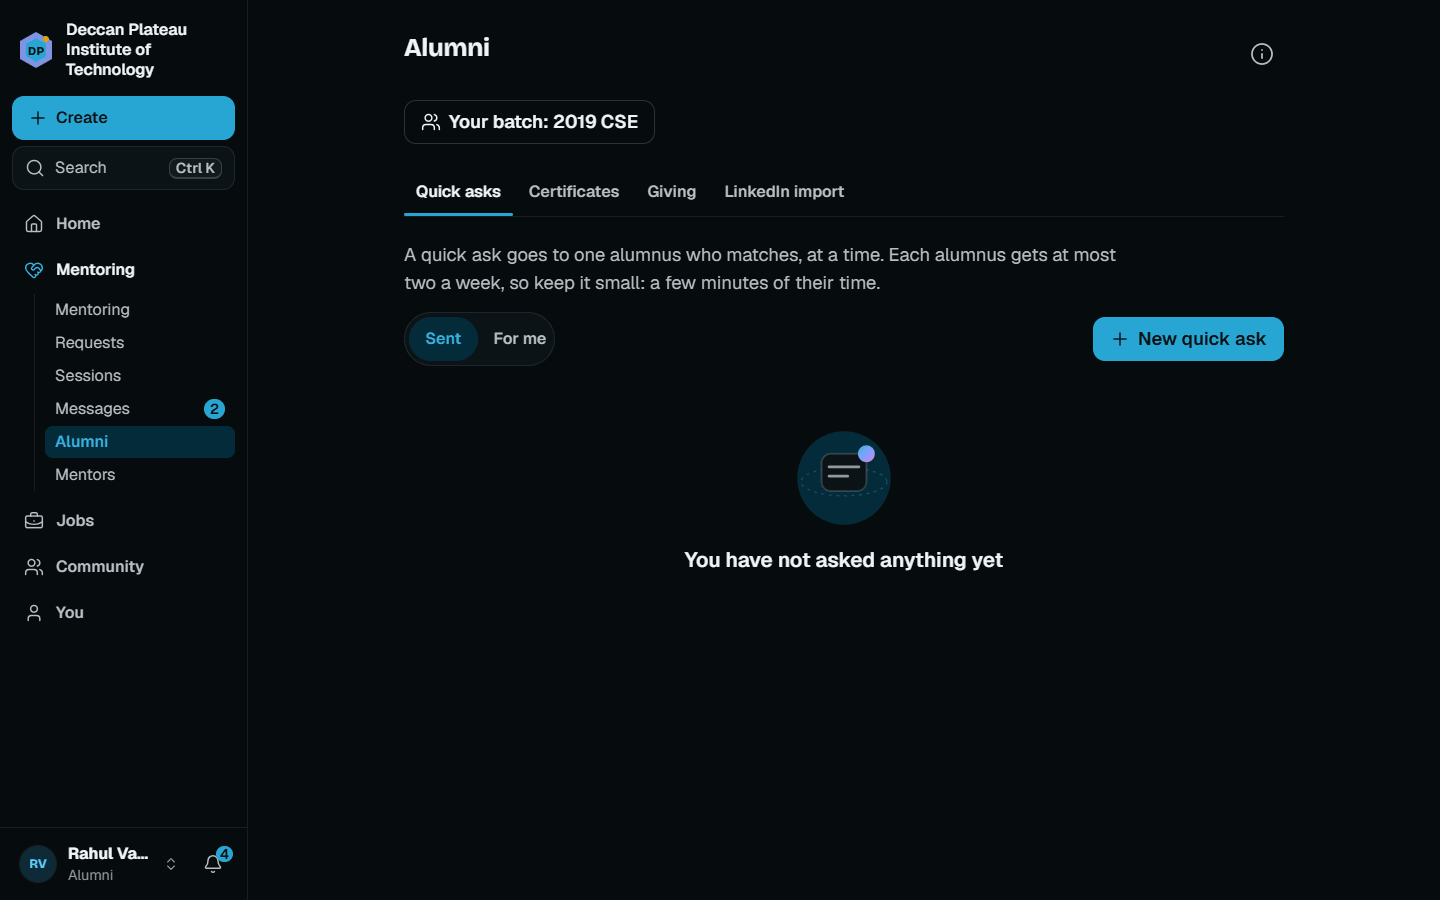 DP
Deccan Plateau
Institute of
Technology
Create
Search
Ctrl K
Home
Mentoring
Mentoring
Requests
Sessions
Messages
2
Alumni
Mentors
Jobs
Community
You
RV
Rahul Va...
Alumni
4
Alumni
Your batch: 2019 CSE
Quick asks
Certificates
Giving
LinkedIn import
A quick ask goes to one alumnus who matches, at a time. Each alumnus gets at most
two a week, so keep it small: a few minutes of their time.
Sent
For me
New quick ask
You have not asked anything yet